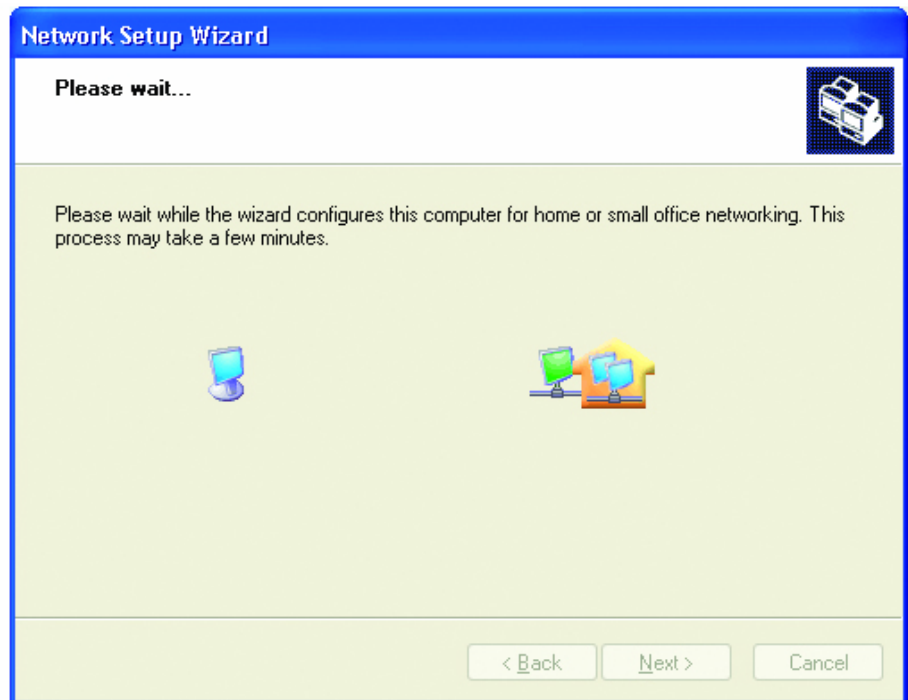 Network Setup Wizard
Please wait...
Please wait while the wizard configures this computer for home or small office networking. This
process may take a few minutes.
< Back
Next >
Cancel